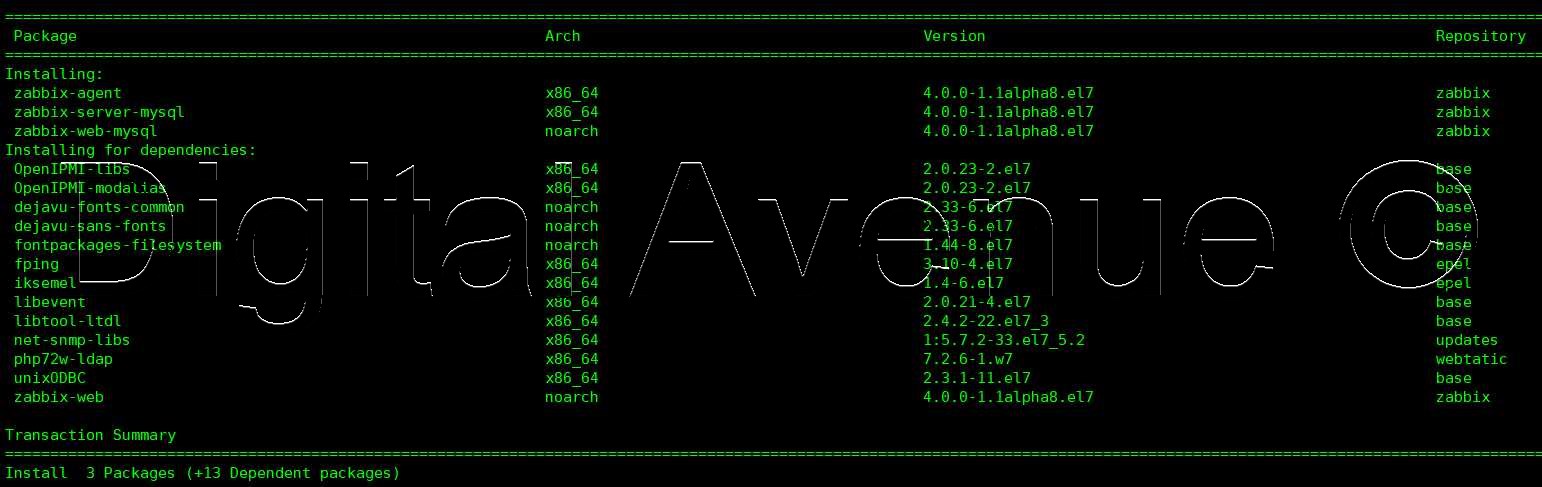 ================================================================================
Package Arch Version Repository
================================================================================
Installing:
zabbix-agent x86_64 4.0.0-1.1alpha8.el7 zabbix
zabbix-server-mysql x86_64 4.0.0-1.1alpha8.el7 zabbix
zabbix-web-mysql noarch 4.0.0-1.1alpha8.el7 zabbix
Installing for dependencies:
OpenIPMI-libs x86_64 2.0.23-2.el7 base
OpenIPMI-modalias x86_64 2.0.23-2.el7 base
dejavu-fonts-common noarch 2.33-6.el7 base
dejavu-sans-fonts noarch 2.33-6.el7 base
fontpackages-filesystem noarch 1.44-8.el7 base
fping x86_64 3.10-4.el7 epel
iksemel x86_64 1.4-6.el7 epel
libevent x86_64 2.0.21-4.el7 base
libtool-ltdl x86_64 2.4.2-22.el7_3 base
net-snmp-libs x86_64 1:5.7.2-33.el7_5.2 updates
php72w-ldap x86_64 7.2.6-1.w7 webtatic
unixODBC x86_64 2.3.1-11.el7 base
zabbix-web noarch 4.0.0-1.1alpha8.el7 zabbix
Transaction Summary
================================================================================
Install 3 Packages (+13 Dependent packages)
Digital Avenue ©